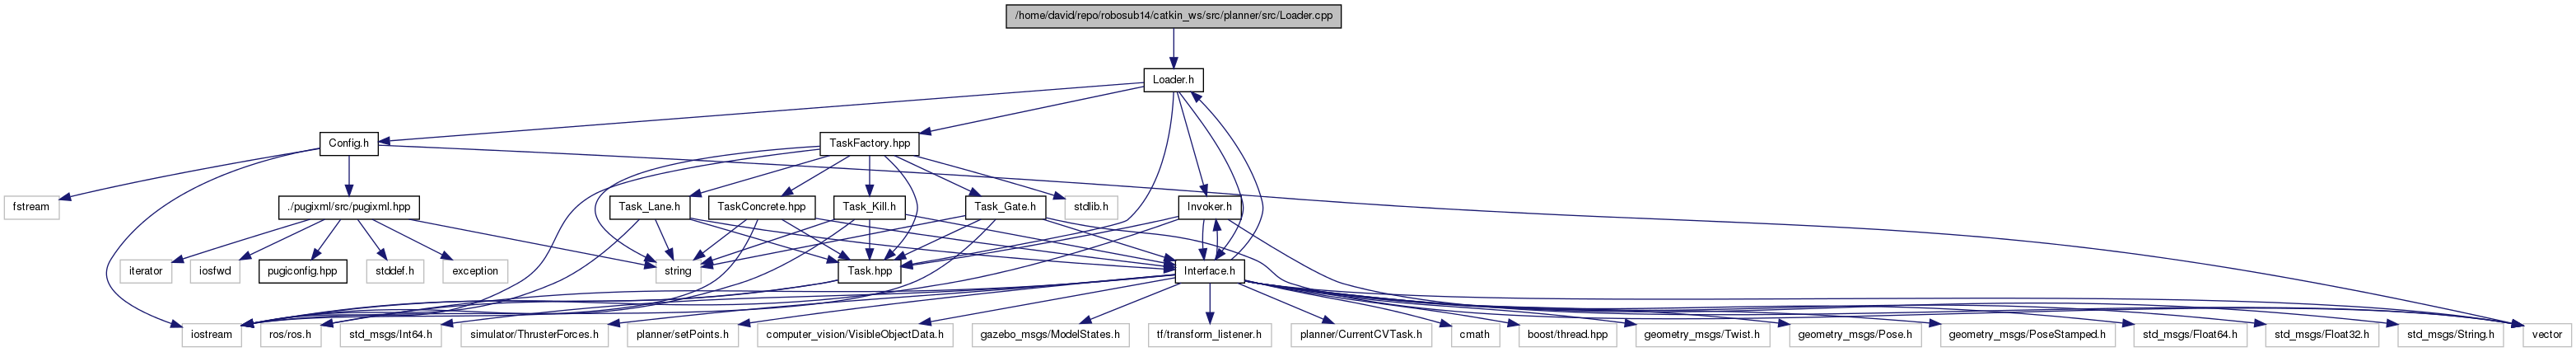 /home/david/repo/robosub14/catkin_ws/src/planner/src/Loader.cpp
Loader.h
Config.h
TaskFactory.hpp
fstream
./pugixml/src/pugixml.hpp
Task_Lane.h
TaskConcrete.hpp
Task_Kill.h
Task_Gate.h
stdlib.h
Invoker.h
iterator
iosfwd
pugiconfig.hpp
stddef.h
exception
string
Task.hpp
Interface.h
iostream
ros/ros.h
std_msgs/Int64.h
simulator/ThrusterForces.h
planner/setPoints.h
computer_vision/VisibleObjectData.h
gazebo_msgs/ModelStates.h
tf/transform_listener.h
planner/CurrentCVTask.h
cmath
boost/thread.hpp
geometry_msgs/Twist.h
geometry_msgs/Pose.h
geometry_msgs/PoseStamped.h
std_msgs/Float64.h
std_msgs/Float32.h
std_msgs/String.h
vector